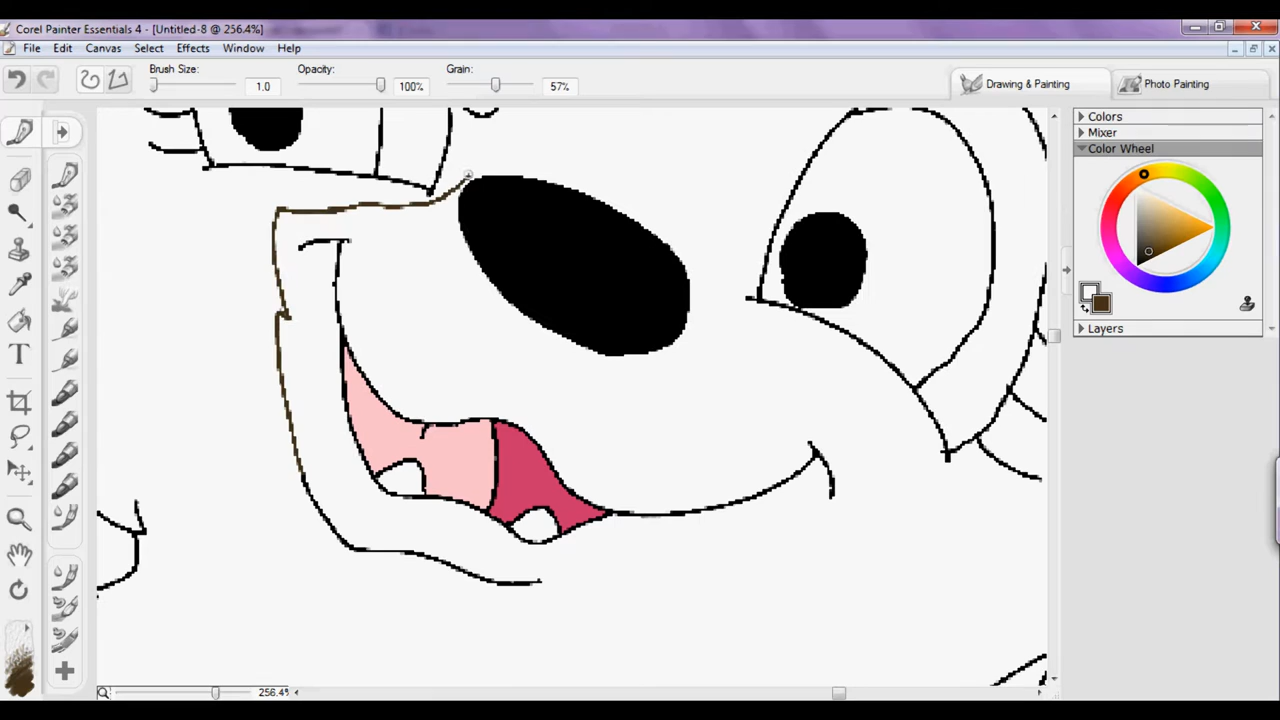 Corel Painter Essentials 4 - [Untitled-8 @ 256.4%]
File Edit Canvas Select Effects Window Help
Brush Size: 1.0 Opacity: 100% Grain: 57%
Drawing & Painting Photo Painting
Colors
Mixer
Color Wheel
Layers
T
256.4%